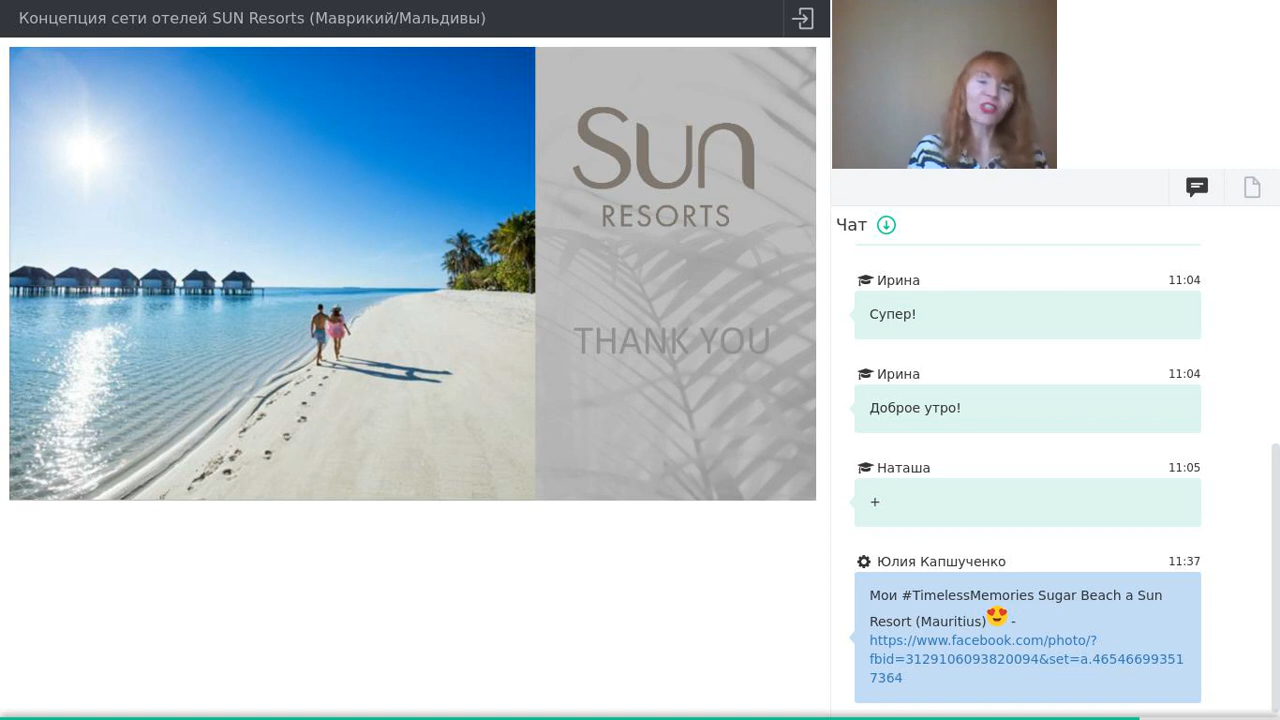 Концепция сети отелей SUN Resorts (Маврикий/Мальдивы)
Sun
RESORTS
THANK YOU
Чат
Ирина 11:04
Супер!
Ирина 11:04
Доброе утро!
Наташа 11:05
+
Юлия Капшученко 11:37
Мои #TimelessMemories Sugar Beach a Sun
Resort (Mauritius)😍 -
https://www.facebook.com/photo/?
fbid=3129106093820094&set=a.46546699351
7364